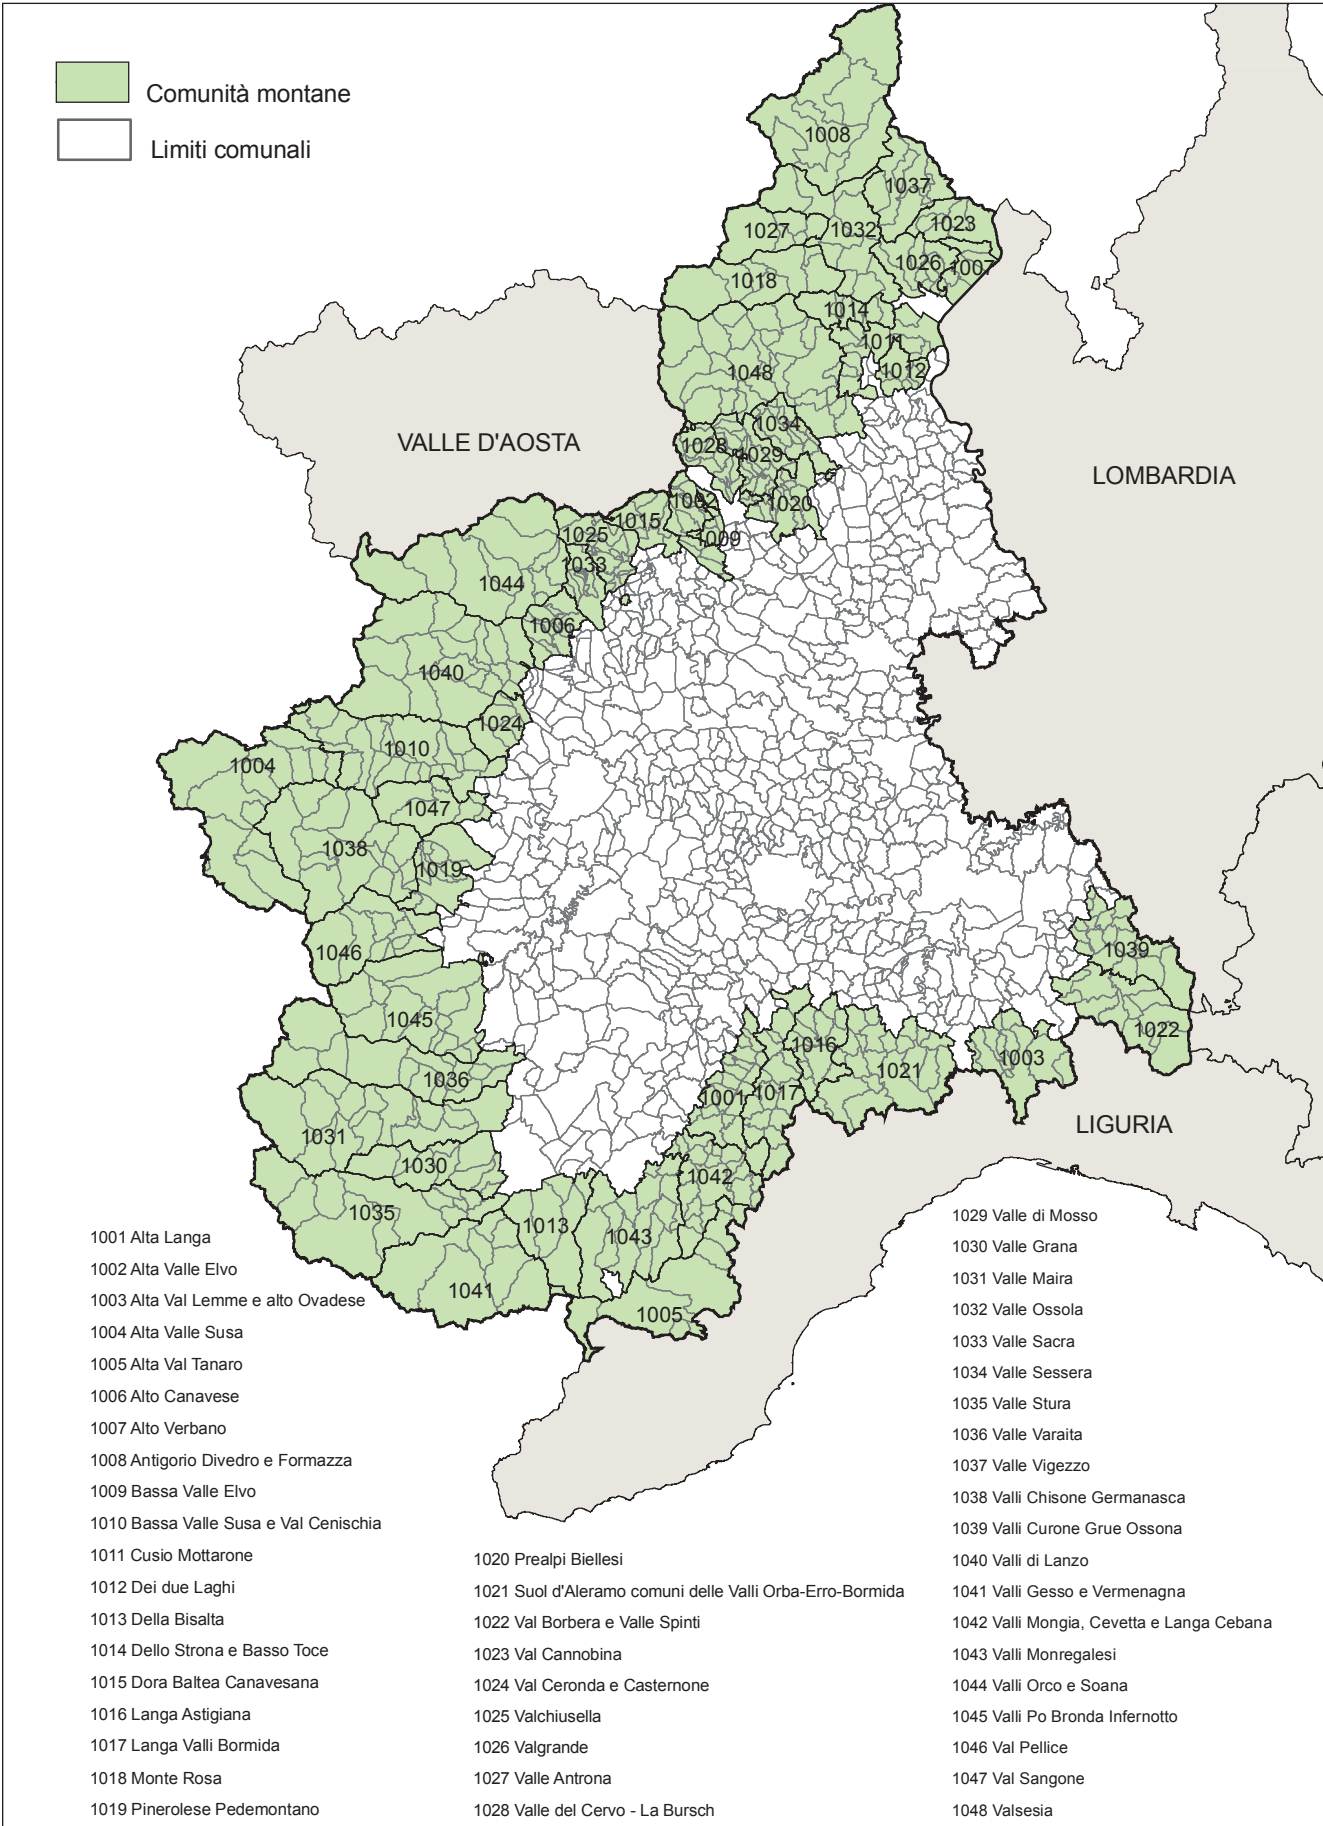 Comunità montane
Limiti comunali
1008
1037
1027
1032
1023
1026
1007
1018
1014
1011
1012
1048
1034
1028
1029
1020
VALLE D'AOSTA
LOMBARDIA
1002
1015
1009
1025
1033
1044
1006
1040
1024
1010
1004
1047
1038
1019
1046
1039
1045
1022
1016
1003
1021
1036
1001
1017
LIGURIA
1031
1030
1042
1035
1013
1043
1041
1005
1001 Alta Langa
1002 Alta Valle Elvo
1003 Alta Val Lemme e alto Ovadese
1004 Alta Valle Susa
1005 Alta Val Tanaro
1006 Alto Canavese
1007 Alto Verbano
1008 Antigorio Divedro e Formazza
1009 Bassa Valle Elvo
1010 Bassa Valle Susa e Val Cenischia
1011 Cusio Mottarone
1012 Dei due Laghi
1013 Della Bisalta
1014 Dello Strona e Basso Toce
1015 Dora Baltea Canavesana
1016 Langa Astigiana
1017 Langa Valli Bormida
1018 Monte Rosa
1019 Pinerolese Pedemontano
1020 Prealpi Biellesi
1021 Suol d'Aleramo comuni delle Valli Orba-Erro-Bormida
1022 Val Borbera e Valle Spinti
1023 Val Cannobina
1024 Val Ceronda e Casternone
1025 Valchiusella
1026 Valgrande
1027 Valle Antrona
1028 Valle del Cervo - La Bursch
1029 Valle di Mosso
1030 Valle Grana
1031 Valle Maira
1032 Valle Ossola
1033 Valle Sacra
1034 Valle Sessera
1035 Valle Stura
1036 Valle Varaita
1037 Valle Vigezzo
1038 Valli Chisone Germanasca
1039 Valli Curone Grue Ossona
1040 Valli di Lanzo
1041 Valli Gesso e Vermenagna
1042 Valli Mongia, Cevetta e Langa Cebana
1043 Valli Monregalesi
1044 Valli Orco e Soana
1045 Valli Po Bronda Infernotto
1046 Val Pellice
1047 Val Sangone
1048 Valsesia